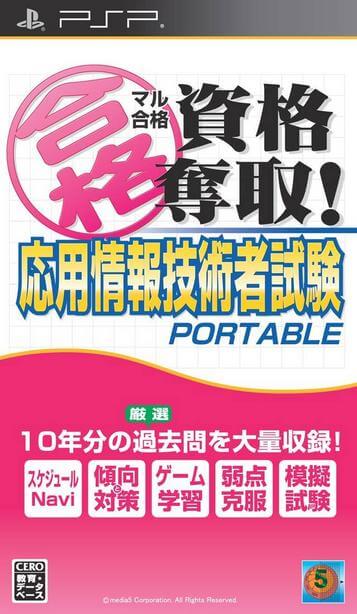 PSP
合格
マル
合格
資格
奪取!
応用情報技術者試験
PORTABLE
厳選
10年分の過去問を大量収録!
スケジュール
Navi
傾向
と
対策
ゲーム
学習
弱点
克服
模擬
試験
CERO
教育・
データ
ベース
5
©media5 Corporation. All Rights Reserved.